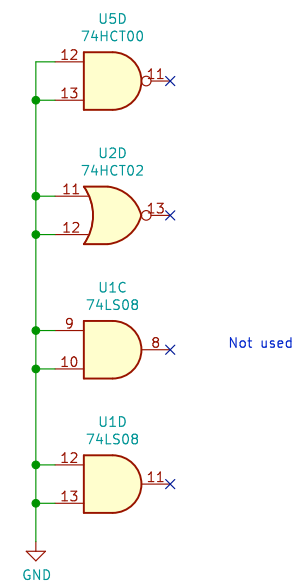 U5D
74HCT00
12
11
13
U2D
74HCT02
11
13
12
U1C
74LS08
9
8
10
Not used
U1D
74LS08
12
11
13
GND